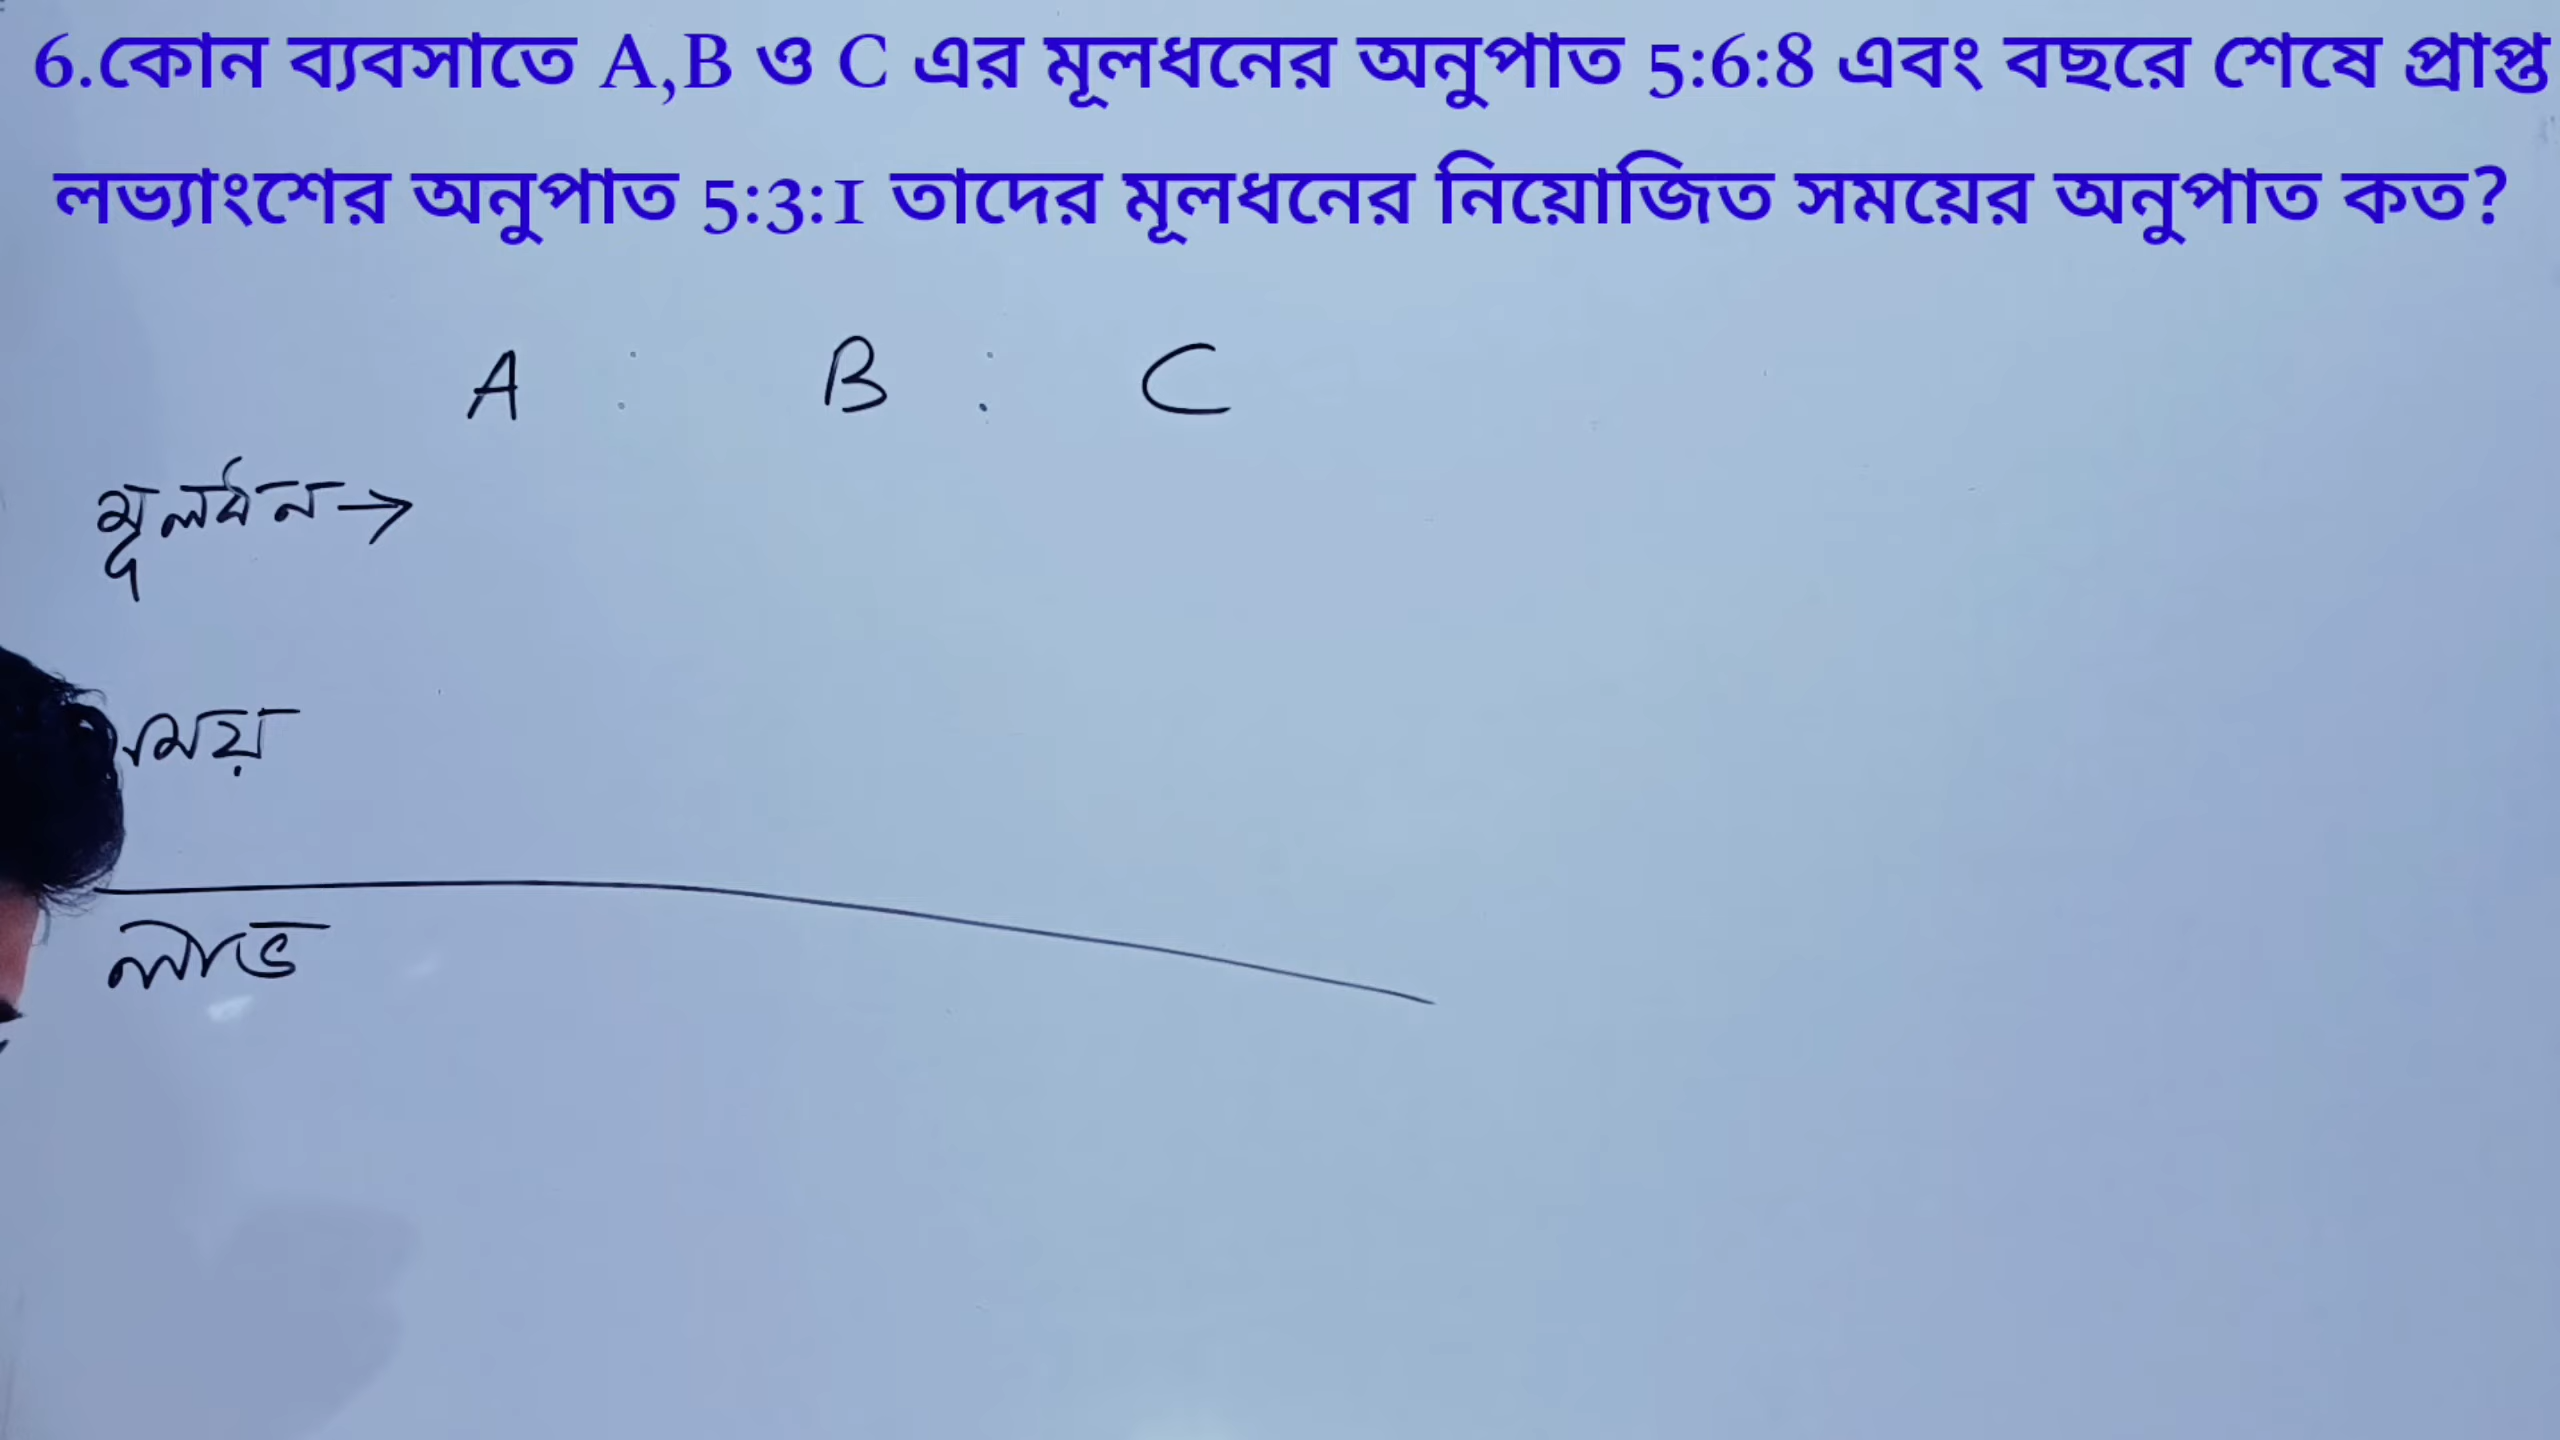 6.কোন ব্যবসাতে A,B ও C এর মূলধনের অনুপাত 5:6:8 এবং বছরে শেষে প্রাপ্ত
লভ্যাংশের অনুপাত 5:3:1 তাদের মূলধনের নিয়োজিত সময়ের অনুপাত কত?
A : B : C
মূলধন→
ময়
লাভ